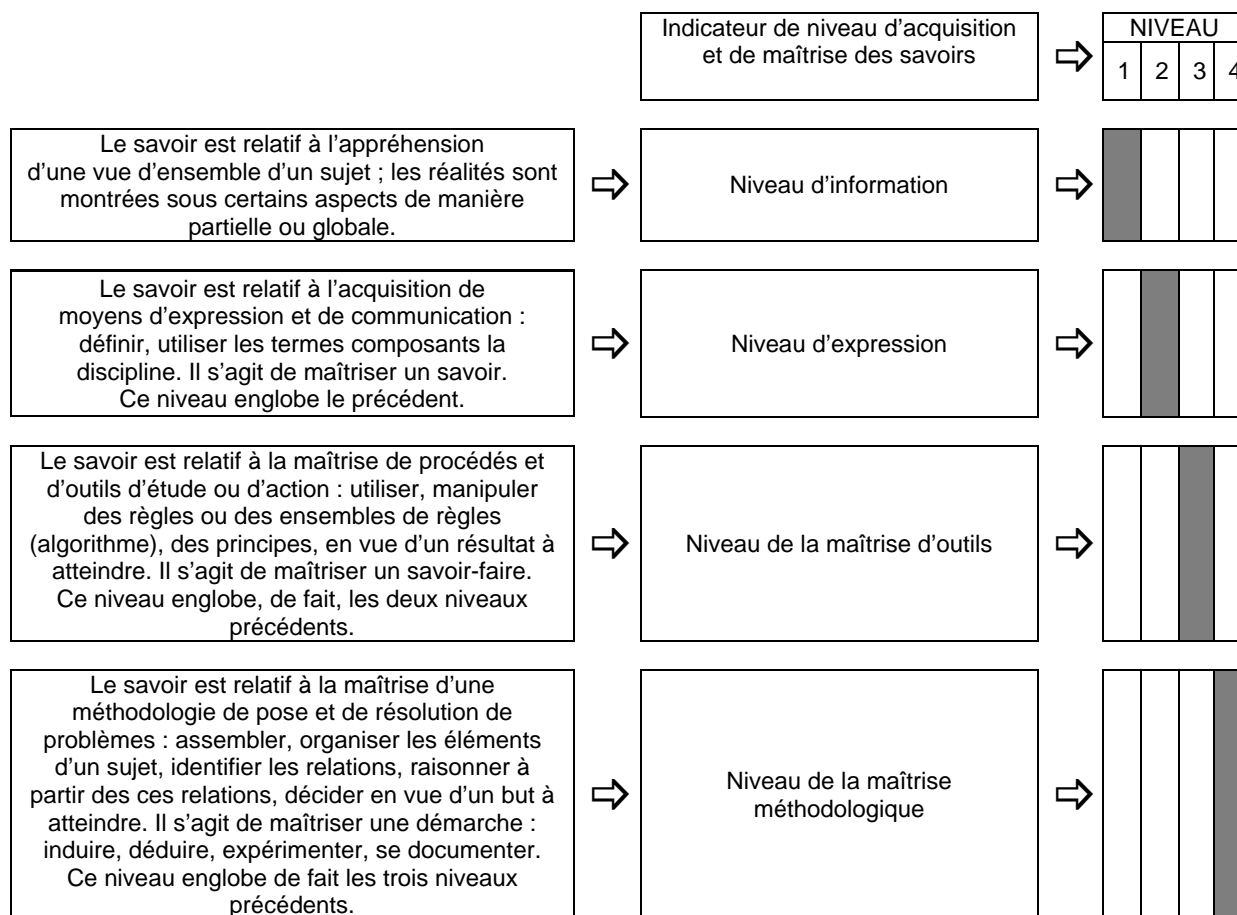 Indicateur de niveau d’acquisition
et de maîtrise des savoirs
NIVEAU
1 2 3 4
Le savoir est relatif à l’appréhension
d’une vue d’ensemble d’un sujet ; les réalités sont
montrées sous certains aspects de manière
partielle ou globale.
Niveau d’information
Le savoir est relatif à l’acquisition de
moyens d’expression et de communication :
définir, utiliser les termes composants la
discipline. Il s’agit de maîtriser un savoir.
Ce niveau englobe le précédent.
Niveau d’expression
Le savoir est relatif à la maîtrise de procédés et
d’outils d’étude ou d’action : utiliser, manipuler
des règles ou des ensembles de règles
(algorithme), des principes, en vue d’un résultat à
atteindre. Il s’agit de maîtriser un savoir-faire.
Ce niveau englobe, de fait, les deux niveaux
précédents.
Niveau de la maîtrise d’outils
Le savoir est relatif à la maîtrise d’une
méthodologie de pose et de résolution de
problèmes : assembler, organiser les éléments
d’un sujet, identifier les relations, raisonner à
partir des ces relations, décider en vue d’un but à
atteindre. Il s’agit de maîtriser une démarche :
induire, déduire, expérimenter, se documenter.
Ce niveau englobe de fait les trois niveaux
précédents.
Niveau de la maîtrise
méthodologique